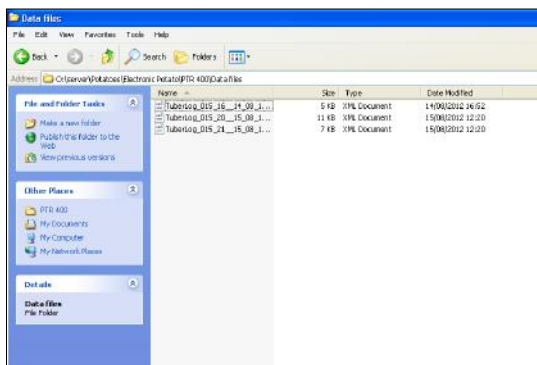 Data files
File Edit View Favorites Tools Help
Back Search Folders
Address O:\server\Potatoes\Electronic Potato\PTR 400\Data files
Name Size Type Date Modified
TuberLog_015_16__14_08_1... 5 KB XML Document 14/08/2012 16:52
TuberLog_015_20__15_08_1... 11 KB XML Document 15/08/2012 12:20
TuberLog_015_21__15_08_1... 7 KB XML Document 15/08/2012 12:20
File and Folder Tasks
Make a new folder
Publish this folder to the
Web
View previous versions
Other Places
PTR 400
My Documents
My Computer
My Network Places
Details
Data files
File Folder